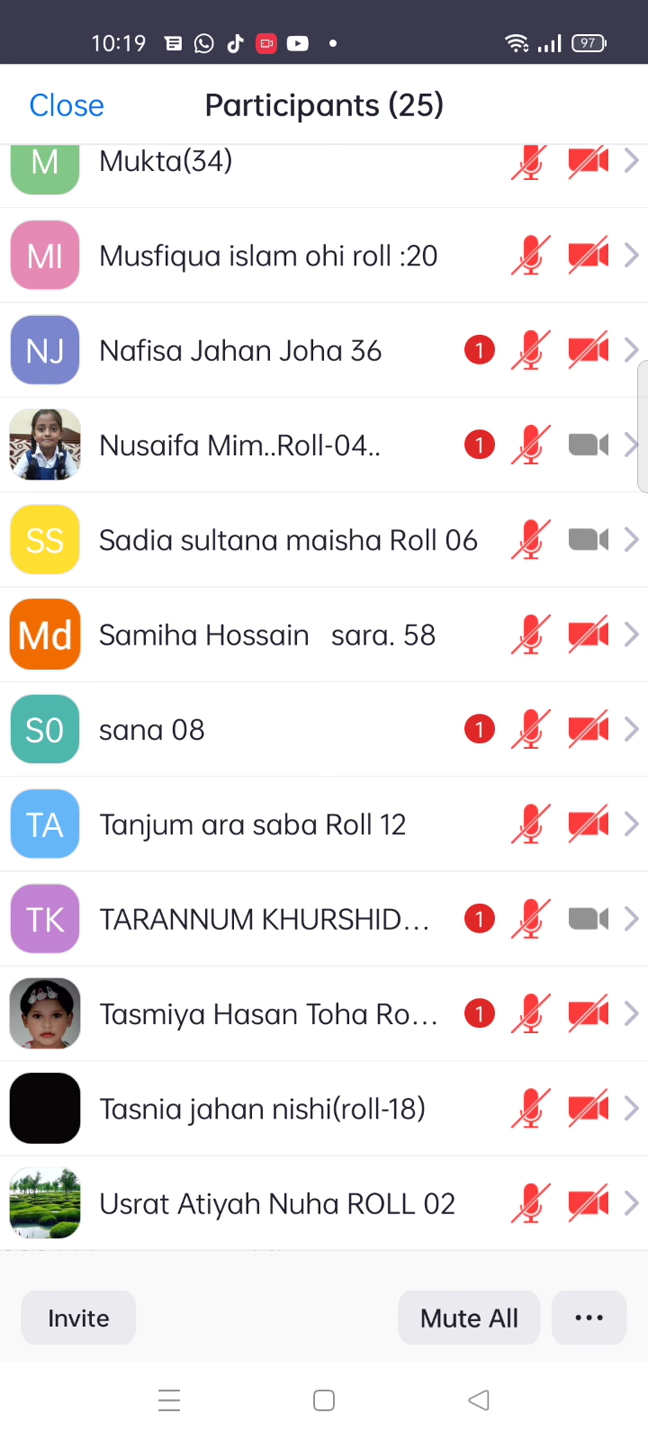 10:19 97
Close Participants (25)
M Mukta(34)
MI Musfiqua islam ohi roll :20
NJ Nafisa Jahan Joha 36 1
Nusaifa Mim..Roll-04.. 1
SS Sadia sultana maisha Roll 06
Md Samiha Hossain sara. 58
S0 sana 08 1
TA Tanjum ara saba Roll 12
TK TARANNUM KHURSHID... 1
Tasmiya Hasan Toha Ro... 1
Tasnia jahan nishi(roll-18)
Usrat Atiyah Nuha ROLL 02
Invite Mute All ...